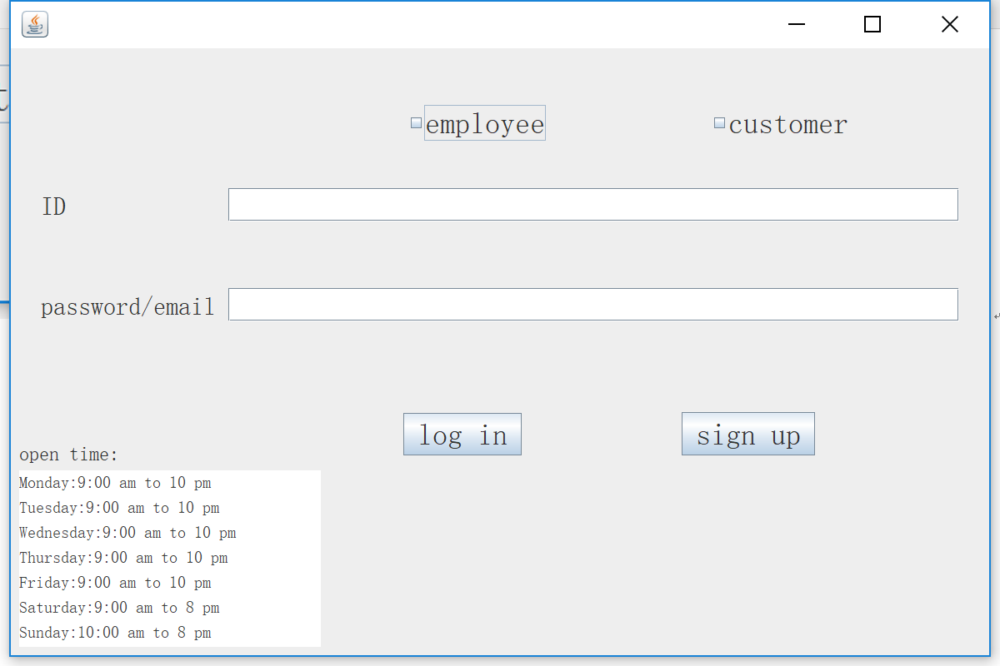 employee customer
ID
password/email
log in sign up
open time:
Monday:9:00 am to 10 pm
Tuesday:9:00 am to 10 pm
Wednesday:9:00 am to 10 pm
Thursday:9:00 am to 10 pm
Friday:9:00 am to 10 pm
Saturday:9:00 am to 8 pm
Sunday:10:00 am to 8 pm